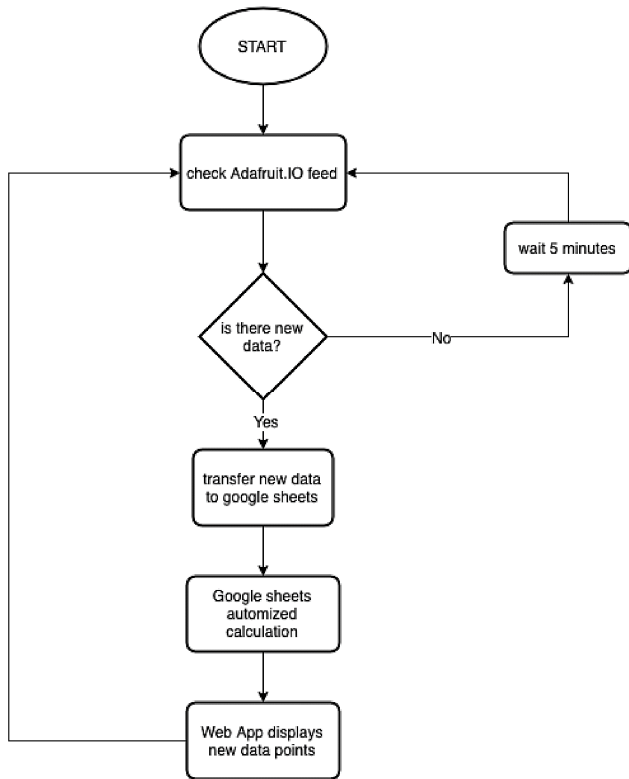 START
check Adafruit.IO feed
wait 5 minutes
is there new
data?
No
Yes
transfer new data
to google sheets
Google sheets
automized
calculation
Web App displays
new data points